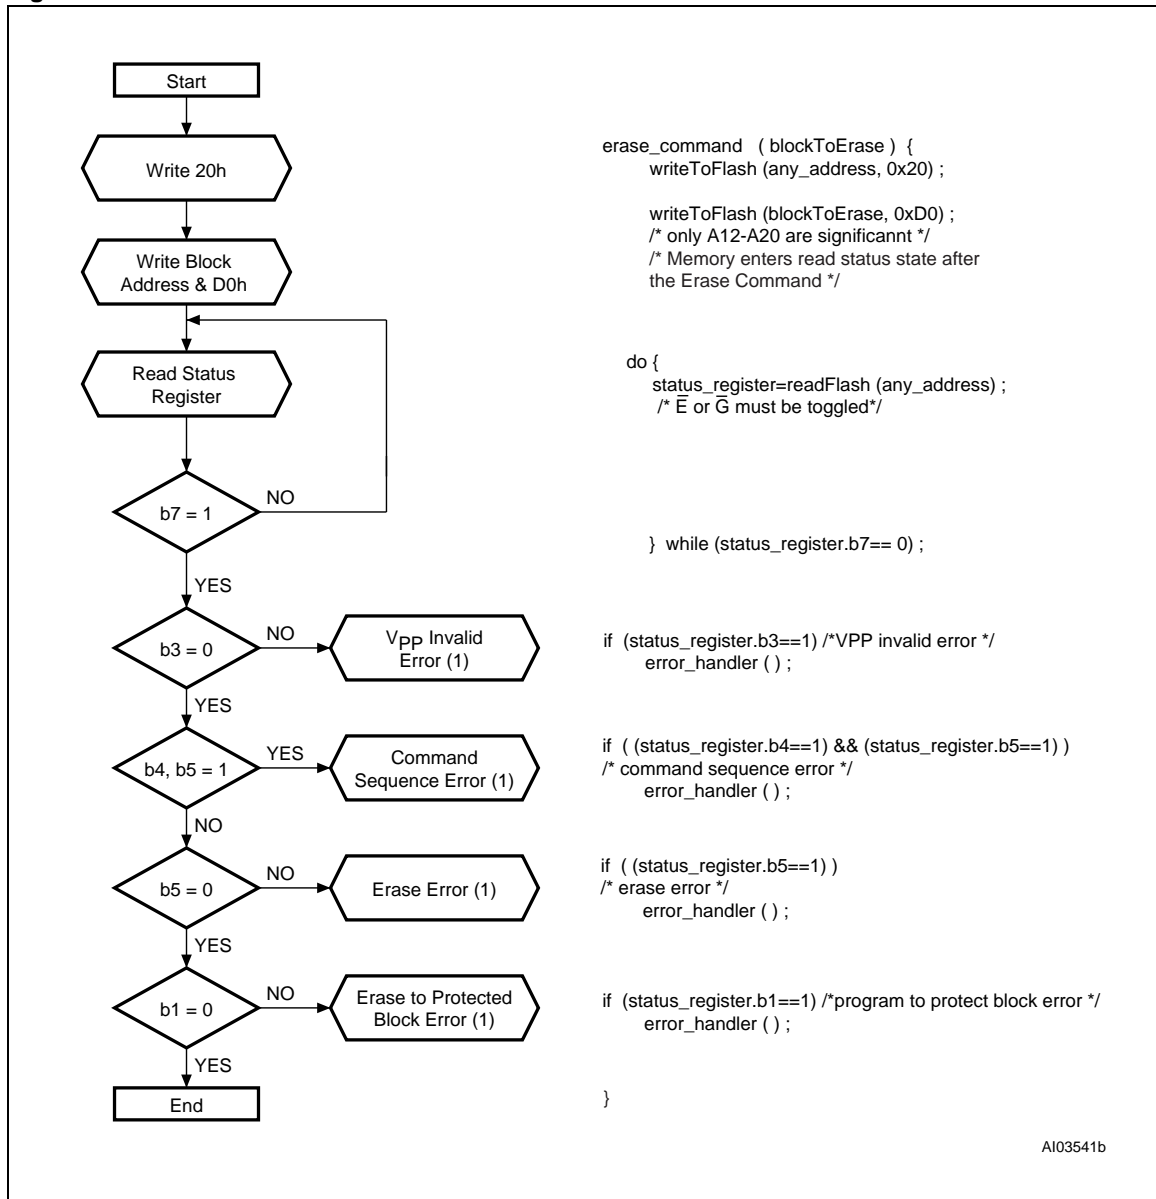 Start
Write 20h
Write Block
Address & D0h
Read Status
Register
b7 = 1
NO
YES
b3 = 0
NO
VPP Invalid
Error (1)
YES
b4, b5 = 1
YES
Command
Sequence Error (1)
NO
b5 = 0
NO
Erase Error (1)
YES
b1 = 0
NO
Erase to Protected
Block Error (1)
YES
End
erase_command ( blockToErase ) {
writeToFlash (any_address, 0x20) ;
writeToFlash (blockToErase, 0xD0) ;
/* only A12-A20 are significannt */
/* Memory enters read status state after
the Erase Command */
do {
status_register=readFlash (any_address) ;
/* E̅ or G̅ must be toggled*/
} while (status_register.b7== 0) ;
if (status_register.b3==1) /*VPP invalid error */
error_handler ( ) ;
if ( (status_register.b4==1) && (status_register.b5==1) )
/* command sequence error */
error_handler ( ) ;
if ( (status_register.b5==1) )
/* erase error */
error_handler ( ) ;
if (status_register.b1==1) /*program to protect block error */
error_handler ( ) ;
}
AI03541b